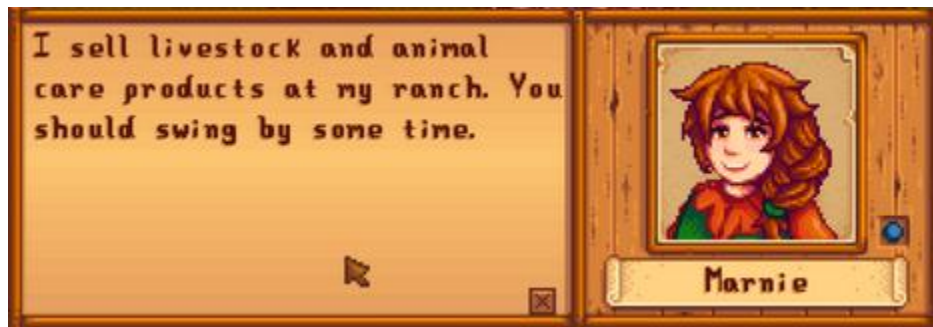 I sell livestock and animal
care products at my ranch. You
should swing by some time.
Marnie